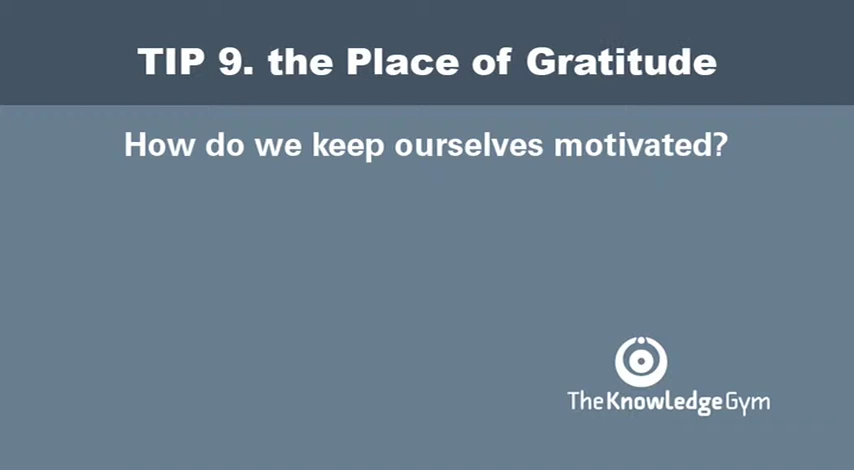 TIP 9. the Place of Gratitude
How do we keep ourselves motivated?
TheKnowledgeGym